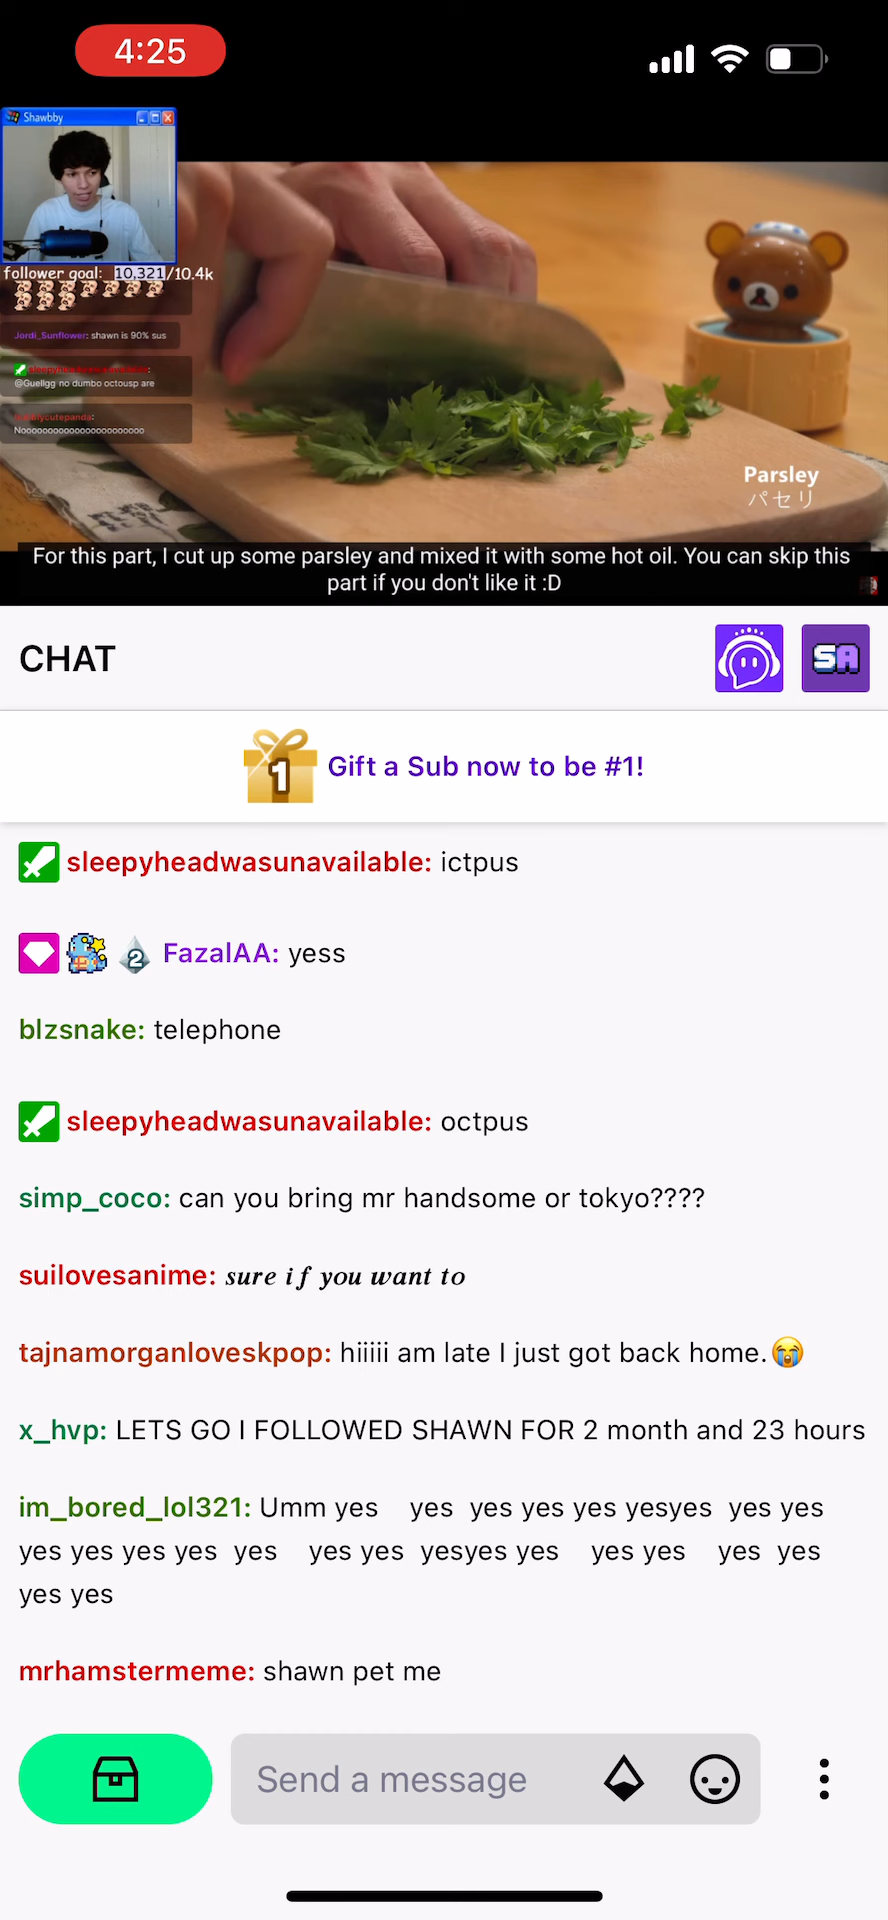 4:25
Shawbby
follower goal: 10,321/10.4k
Jordi_Sunflower: shawn is 90% sus
@Guellgg no dumbo octousp are
Nooooooooooooooooooooooo
Parsley
パセリ
For this part, I cut up some parsley and mixed it with some hot oil. You can skip this
part if you don't like it :D
CHAT
SA
1 Gift a Sub now to be #1!
sleepyheadwasunavailable: ictpus
2 FazalAA: yess
blzsnake: telephone
sleepyheadwasunavailable: octpus
simp_coco: can you bring mr handsome or tokyo????
suilovesanime: 𝒔𝒖𝒓𝒆 𝒊𝒇 𝒚𝒐𝒖 𝒘𝒂𝒏𝒕 𝒕𝒐
tajnamorganloveskpop: hiiiii am late I just got back home.😭
x_hvp: LETS GO I FOLLOWED SHAWN FOR 2 month and 23 hours
im_bored_lol321: Umm yes yes yes yes yes yesyes yes yes
yes yes yes yes yes yes yes yesyes yes yes yes yes yes
yes yes
mrhamstermeme: shawn pet me
Send a message